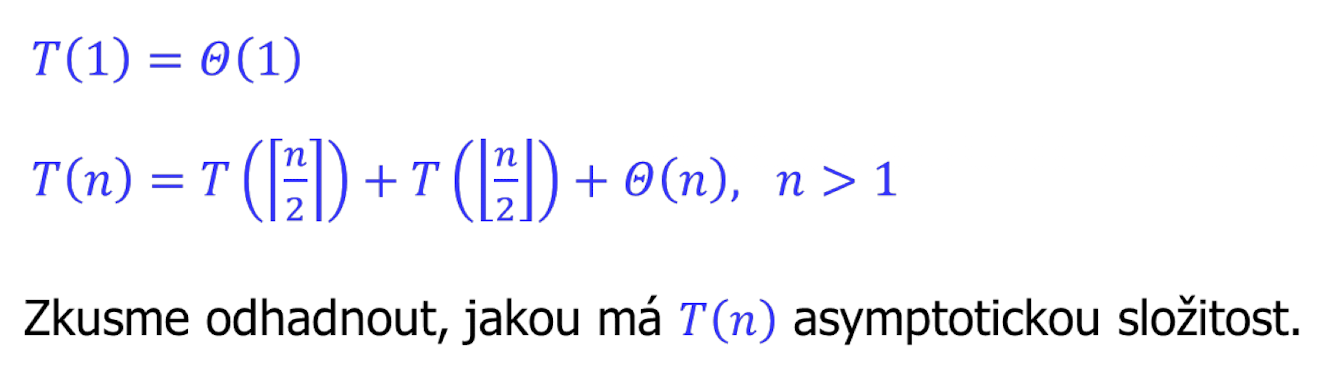 T(1) = Θ(1)
T(n) = T(⌈n/2⌉) + T(⌊n/2⌋) + Θ(n), n > 1
Zkusme odhadnout, jakou má T(n) asymptotickou složitost.